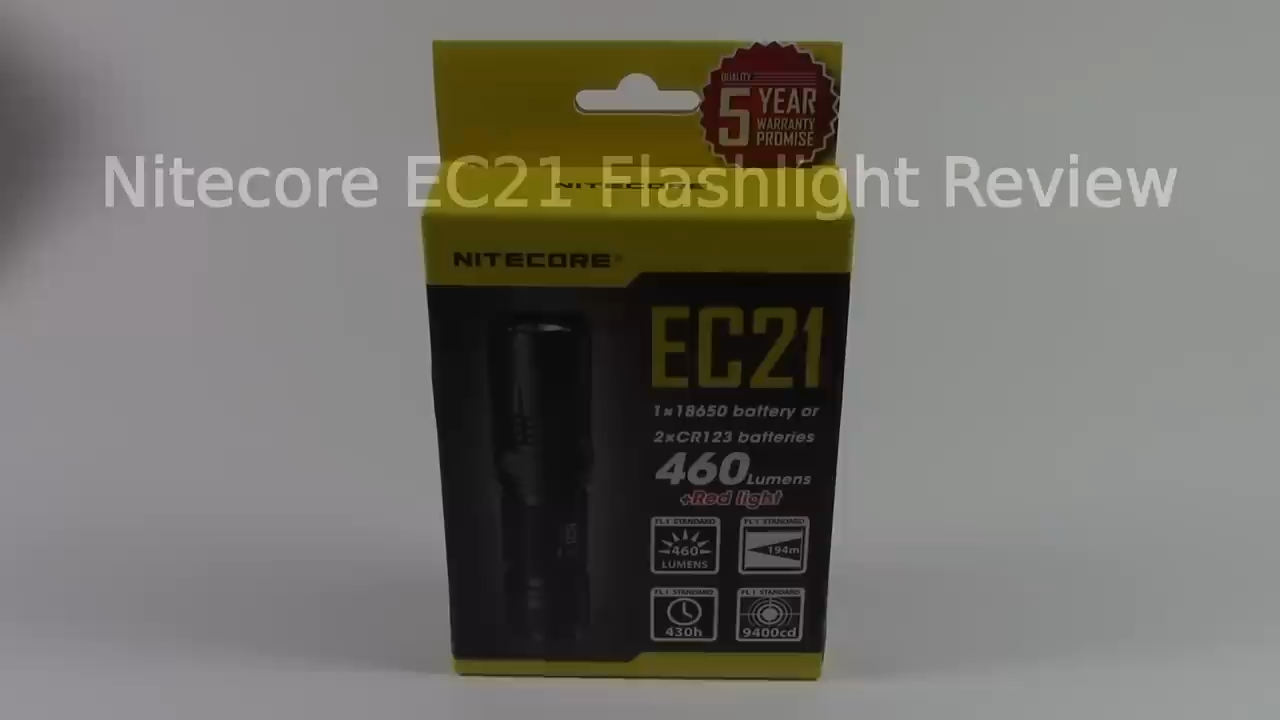 QUALITY
5 YEAR
WARRANTY
PROMISE
Nitecore EC21 Flashlight Review
NITECORE
NITECORE®
EC21
1×18650 battery or
2×CR123 batteries
460 Lumens
+Red light
FL1 STANDARD
460
LUMENS
FL1 STANDARD
194m
FL1 STANDARD
430h
FL1 STANDARD
9400cd